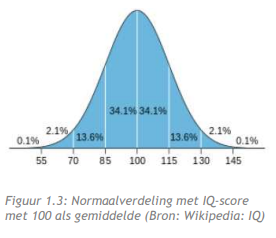 34.1% 34.1%
0.1% 2.1% 13.6% 13.6% 2.1% 0.1%
55 70 85 100 115 130 145
Figuur 1.3: Normaalverdeling met IQ-score
met 100 als gemiddelde (Bron: Wikipedia: IQ)